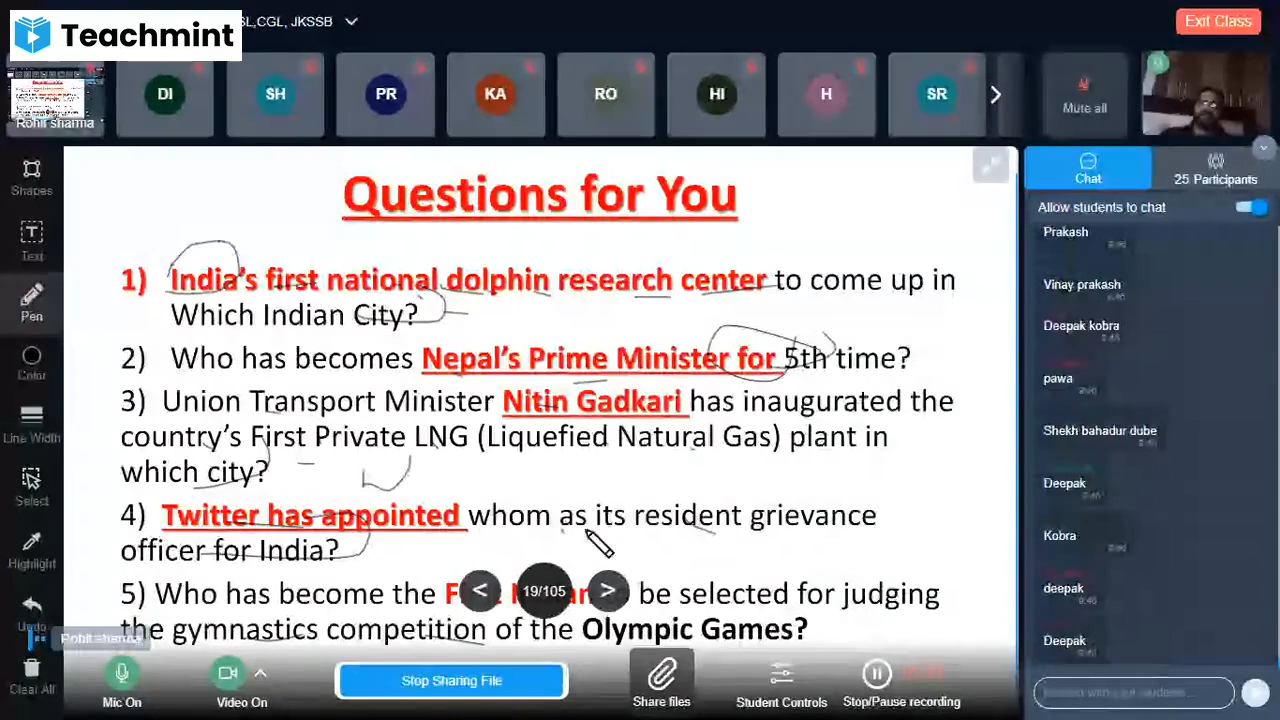 SL,CGL, JKSSB
Exit Class
Teachmint
DI
SH
PR
KA
RO
HI
H
SR
Mute all
Rohit sharma
Shapes
Text
Pen
Color
Line Width
Select
Highlight
Undo
Clear All
Questions for You
1) India's first national dolphin research center to come up in
Which Indian City?
2) Who has becomes Nepal's Prime Minister for 5th time?
3) Union Transport Minister Nitin Gadkari has inaugurated the
country's First Private LNG (Liquefied Natural Gas) plant in
which city?
4) Twitter has appointed whom as its resident grievance
officer for India?
5) Who has become the be selected for judging
the gymnastics competition of the Olympic Games?
<
19/105
>
Rohit sharma
Mic On
Video On
Stop Sharing File
Share files
Student Controls
Stop/Pause recording
Chat
25 Participants
Allow students to chat
Prakash
Vinay prakash
Deepak kobra
pawa
Shekh bahadur dube
Deepak
Kobra
deepak
Deepak